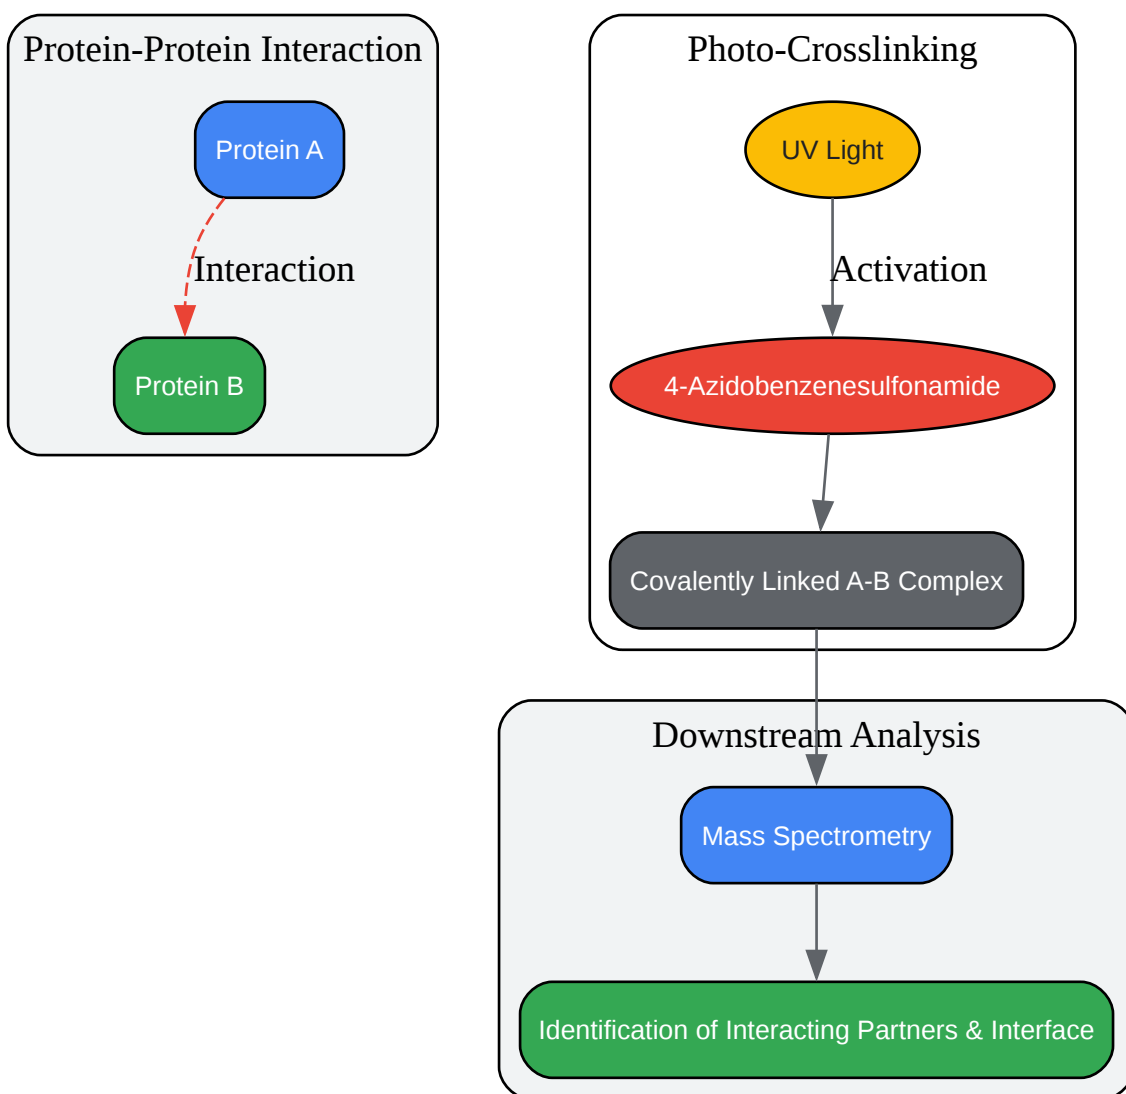 Protein-Protein Interaction
Protein A
Interaction
Protein B
Photo-Crosslinking
UV Light
Activation
4-Azidobenzenesulfonamide
Covalently Linked A-B Complex
Downstream Analysis
Mass Spectrometry
Identification of Interacting Partners & Interface